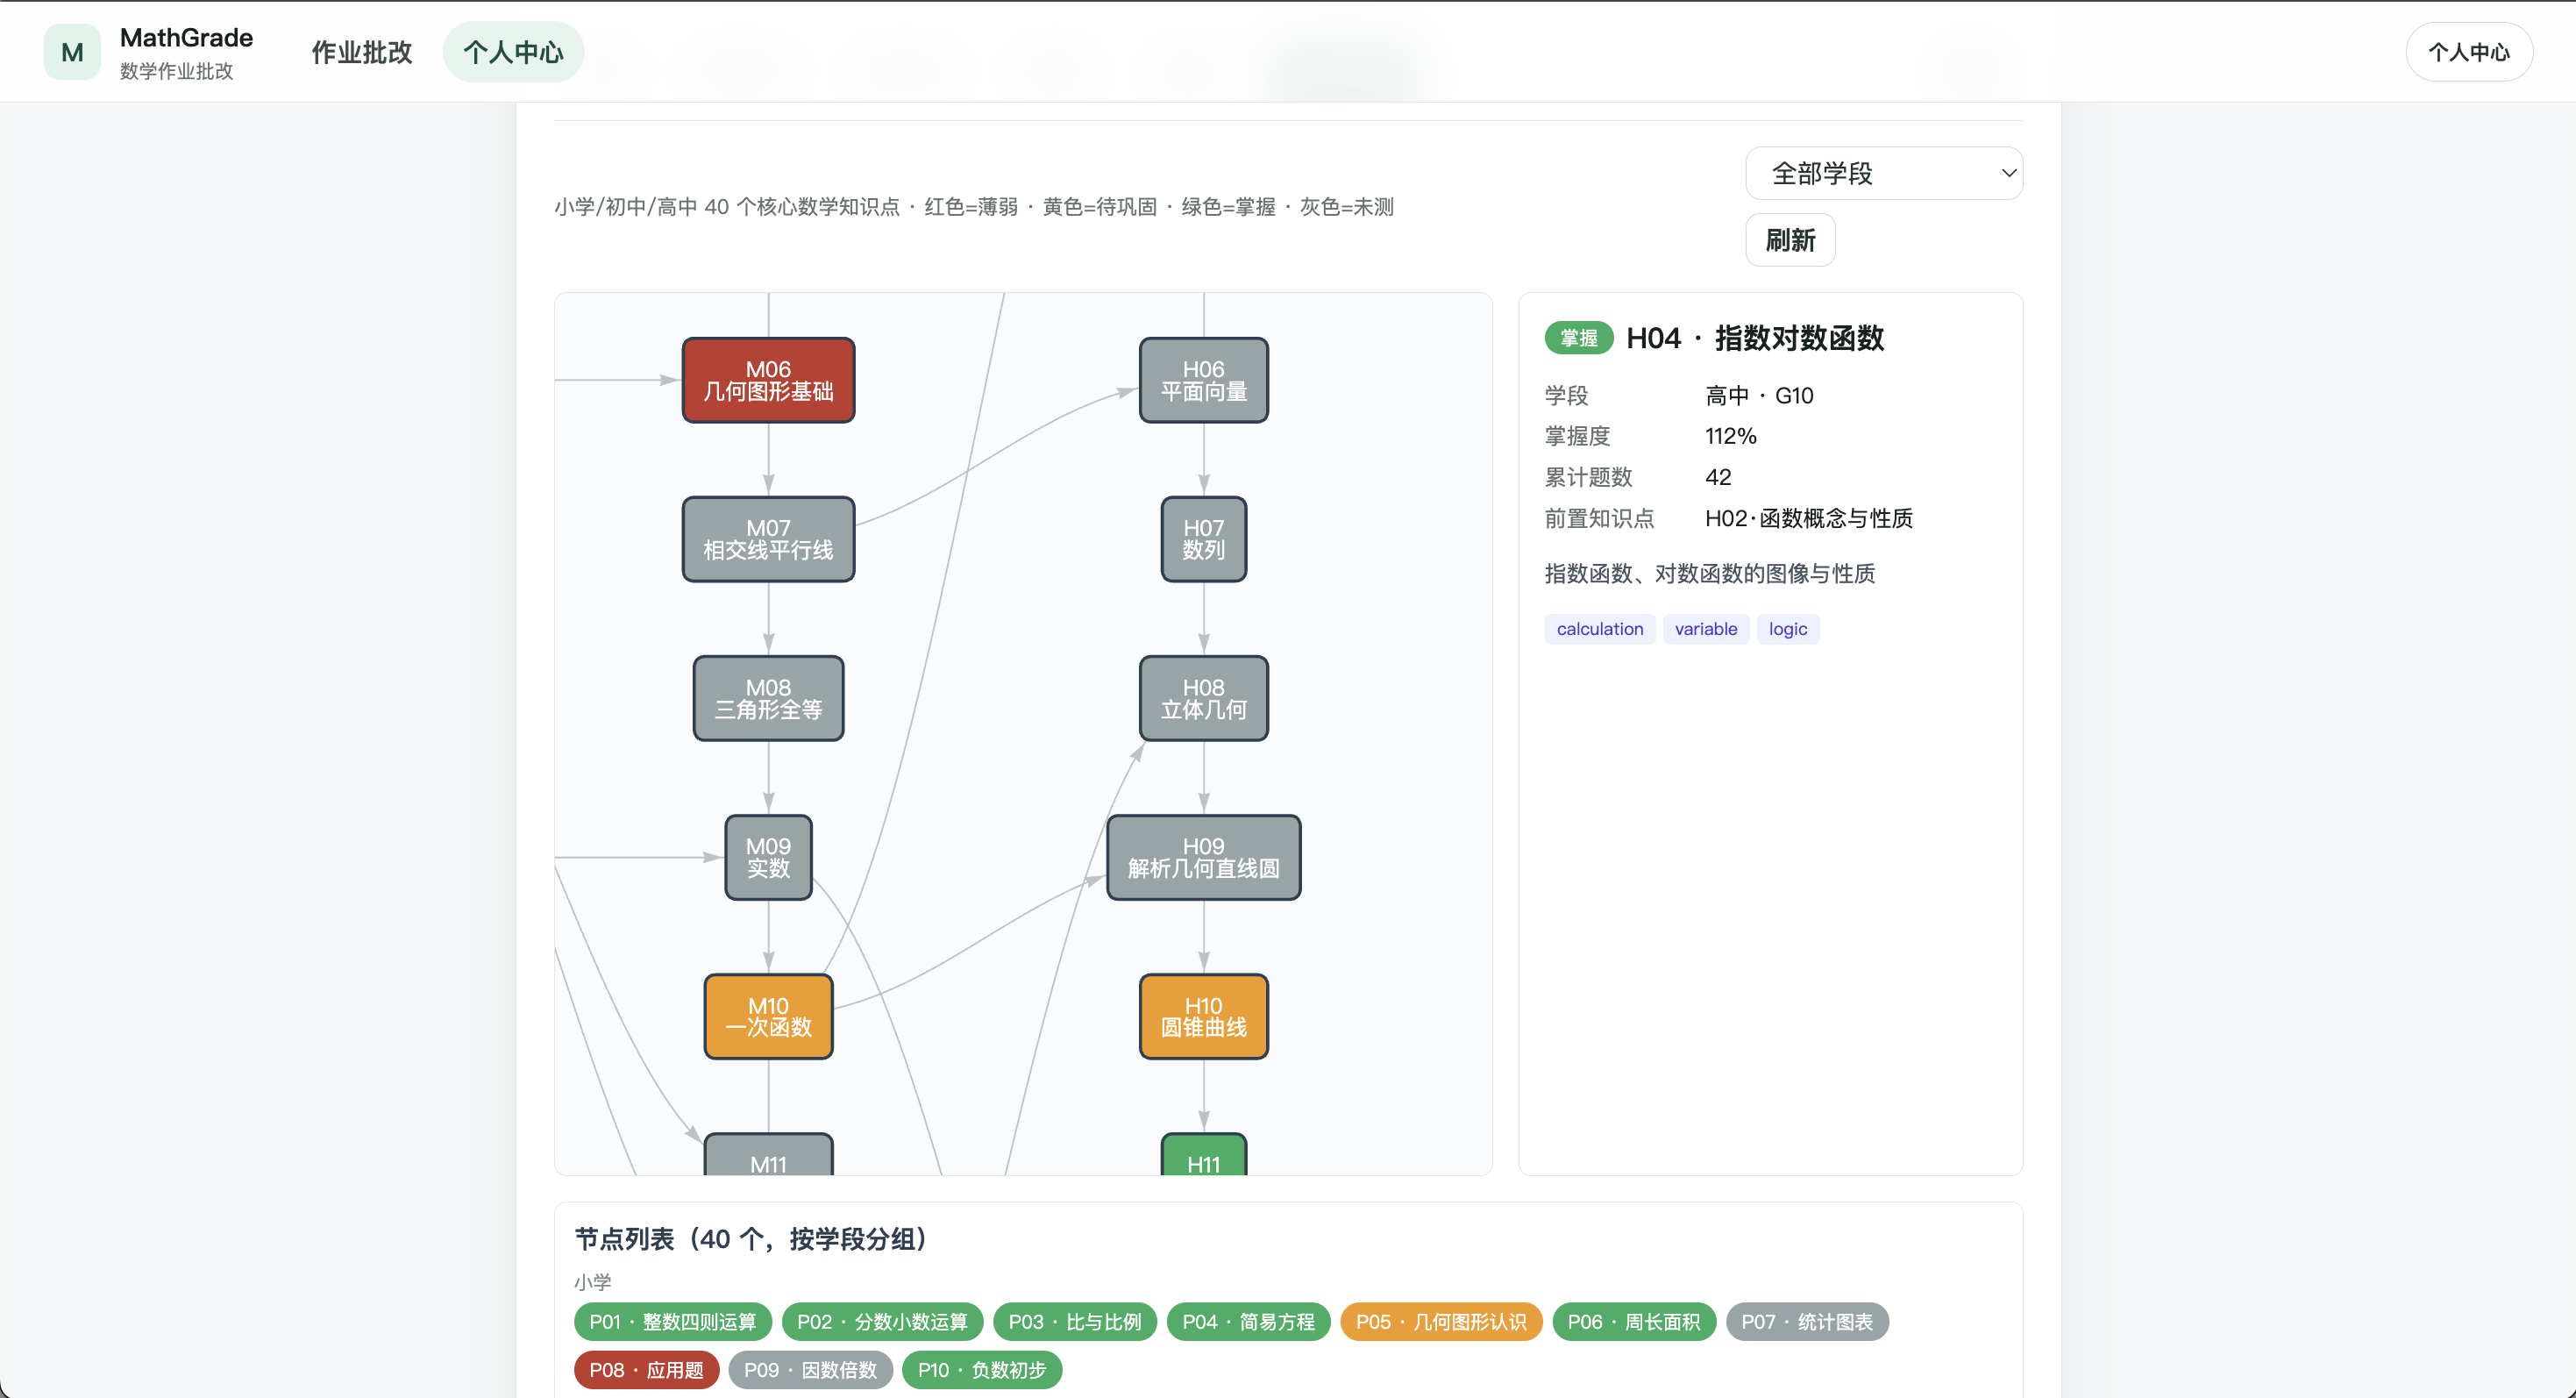 M
MathGrade
数学作业批改
作业批改
个人中心
个人中心
小学/初中/高中 40 个核心数学知识点 · 红色=薄弱 · 黄色=待巩固 · 绿色=掌握 · 灰色=未测
全部学段
刷新
M06
几何图形基础
M07
相交线平行线
M08
三角形全等
M09
实数
M10
一次函数
M11
H06
平面向量
H07
数列
H08
立体几何
H09
解析几何直线圆
H10
圆锥曲线
H11
掌握 H04 · 指数对数函数
学段 高中 · G10
掌握度 112%
累计题数 42
前置知识点 H02·函数概念与性质
指数函数、对数函数的图像与性质
calculation variable logic
节点列表（40 个，按学段分组）
小学
P01 · 整数四则运算 P02 · 分数小数运算 P03 · 比与比例 P04 · 简易方程 P05 · 几何图形认识 P06 · 周长面积 P07 · 统计图表
P08 · 应用题 P09 · 因数倍数 P10 · 负数初步